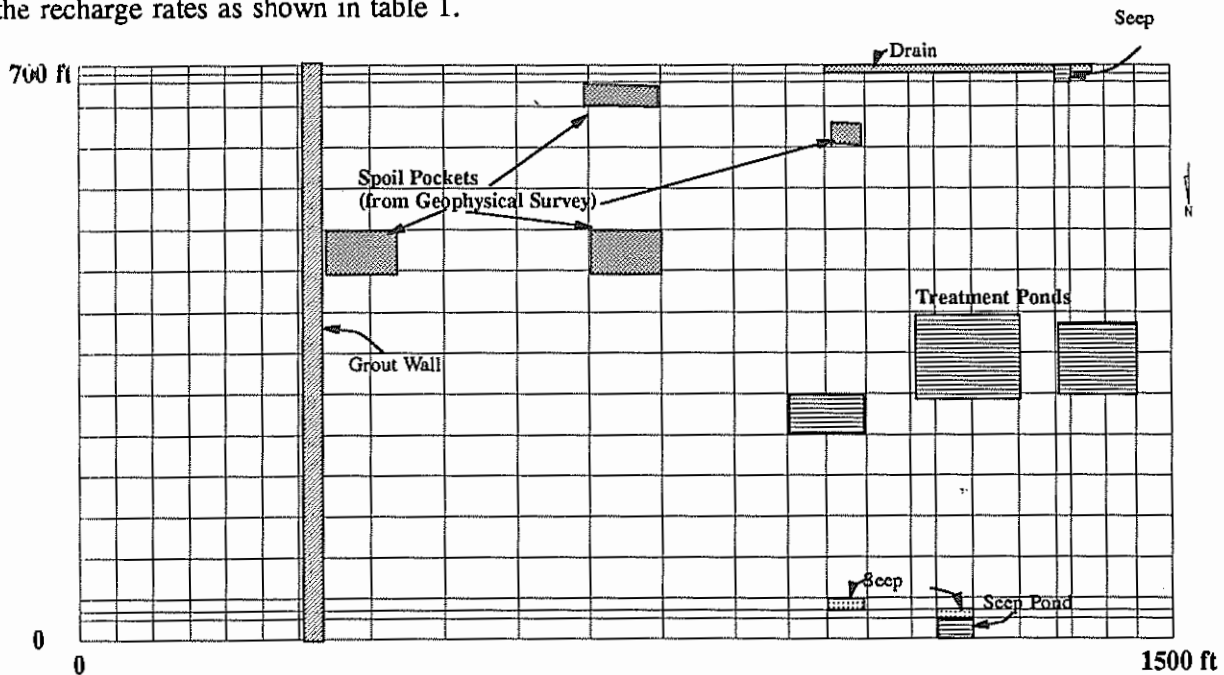 the recharge rates as shown in table 1.
Seep
700 ft
Drain
Spoil Pockets
(from Geophysical Survey)
N
Treatment Ponds
Grout Wall
Seep
Seep Pond
0
0
1500 ft